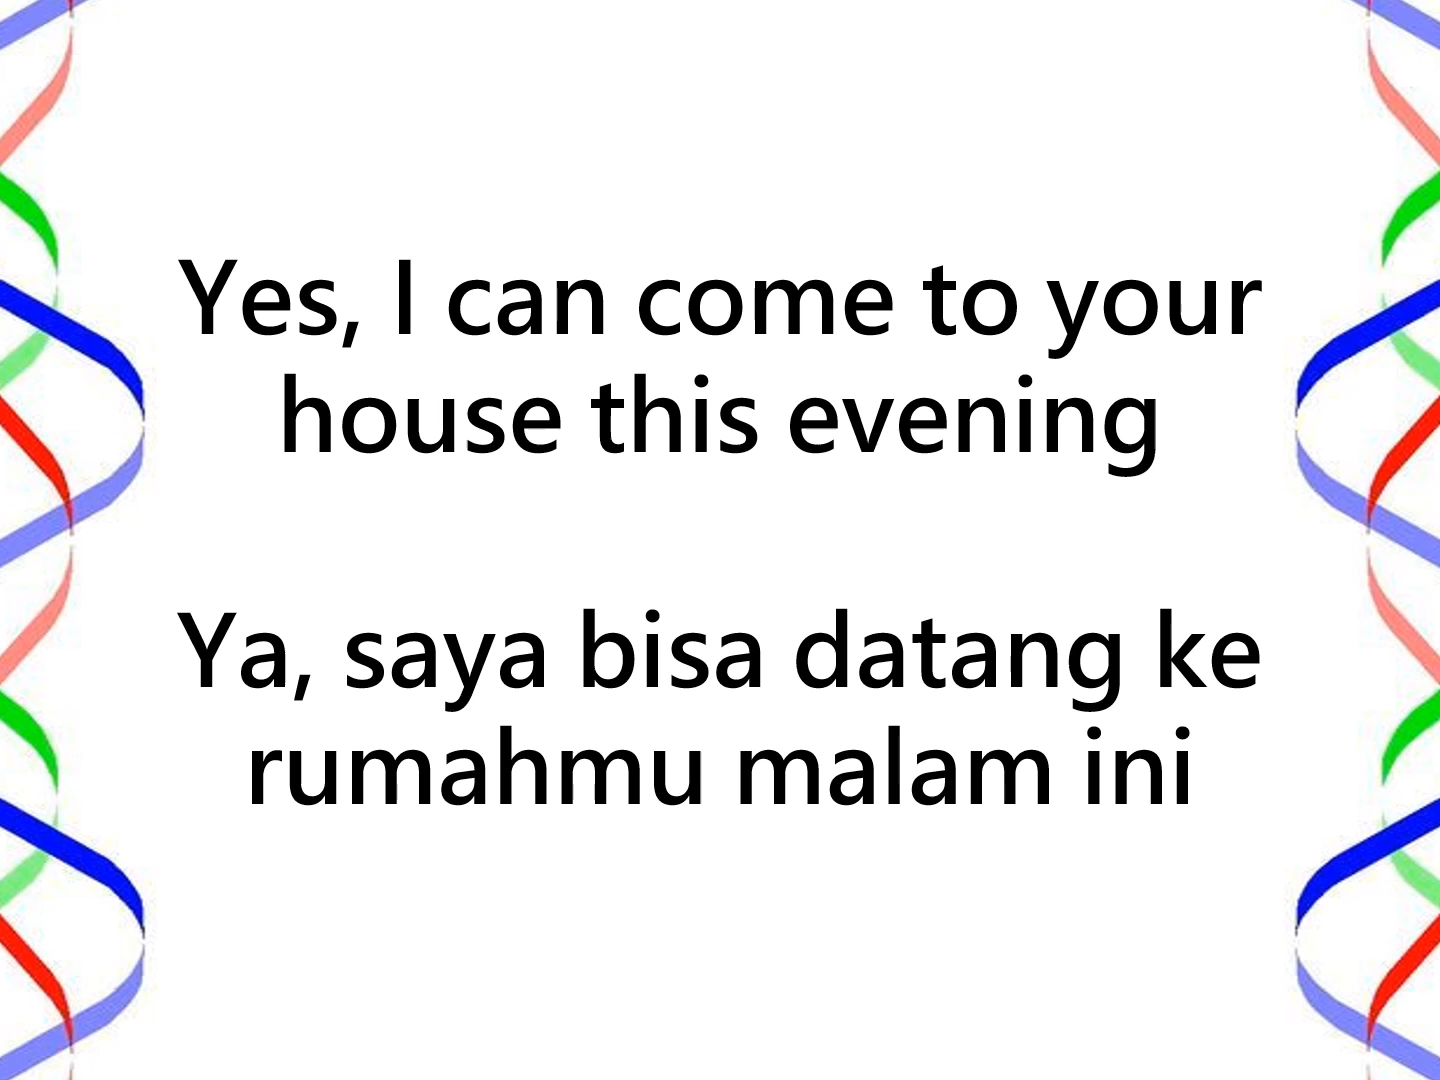 Yes, I can come to your
house this evening
Ya, saya bisa datang ke
rumahmu malam ini